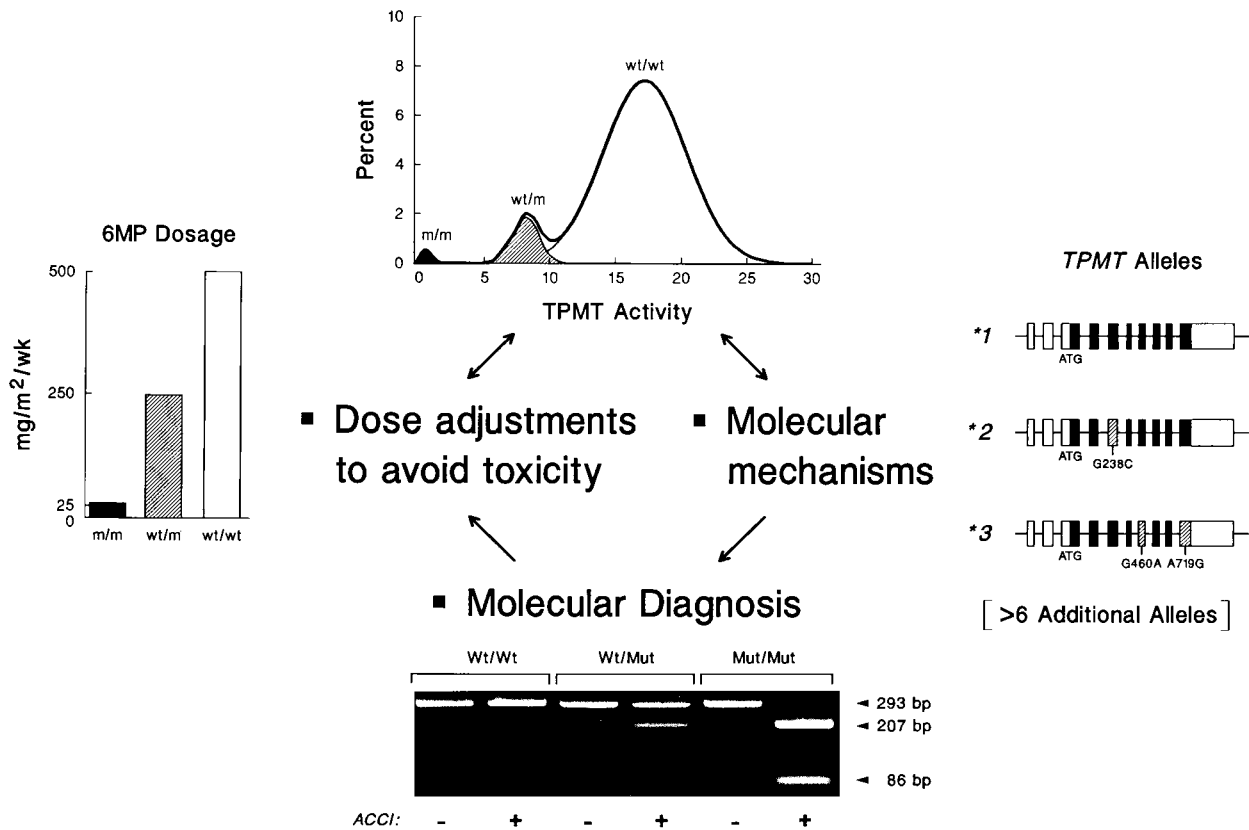 10
8
6
4
2
0
Percent
wt/wt
wt/m
m/m
0 5 10 15 20 25 30
TPMT Activity
6MP Dosage
500
250
25
0
mg/m²/wk
m/m wt/m wt/wt
■ Dose adjustments
to avoid toxicity
■ Molecular
mechanisms
■ Molecular Diagnosis
TPMT Alleles
*1
ATG
*2
ATG
G238C
*3
ATG
G460A A719G
[ >6 Additional Alleles ]
Wt/Wt Wt/Mut Mut/Mut
293 bp
207 bp
86 bp
ACCI: - + - + - +